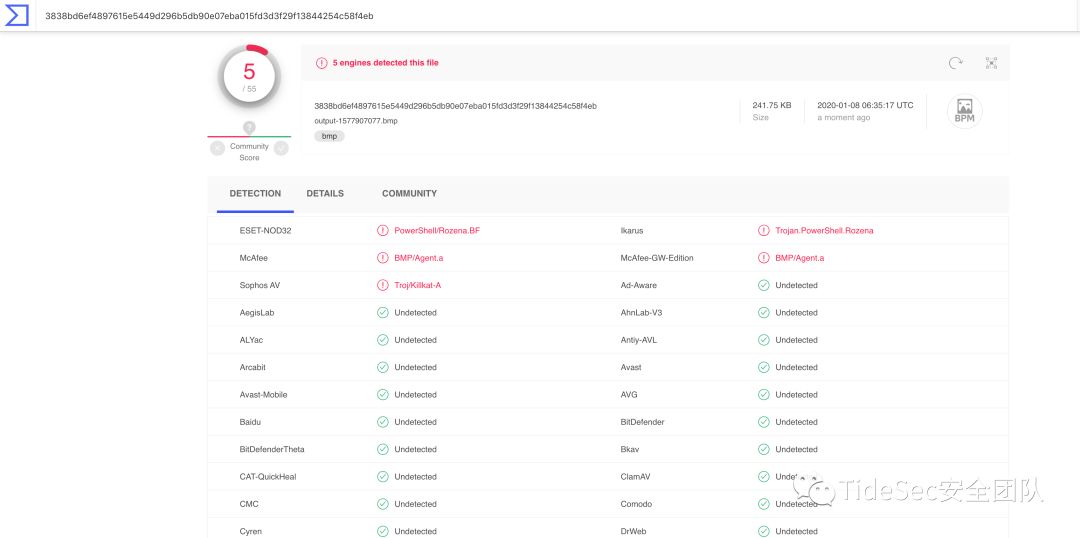 3838bd6ef4897615e5449d296b5db90e07eba015fd3d3f29f13844254c58f4eb
5
/ 55
?
Community
Score
5 engines detected this file
3838bd6ef4897615e5449d296b5db90e07eba015fd3d3f29f13844254c58f4eb
output-1577907077.bmp
bmp
241.75 KB
Size
2020-01-08 06:35:17 UTC
a moment ago
BPM
DETECTION DETAILS COMMUNITY
ESET-NOD32 PowerShell/Rozena.BF Ikarus Trojan.PowerShell.Rozena
McAfee BMP/Agent.a McAfee-GW-Edition BMP/Agent.a
Sophos AV Troj/Killkat-A Ad-Aware Undetected
AegisLab Undetected AhnLab-V3 Undetected
ALYac Undetected Antiy-AVL Undetected
Arcabit Undetected Avast Undetected
Avast-Mobile Undetected AVG Undetected
Baidu Undetected BitDefender Undetected
BitDefenderTheta Undetected Bkav Undetected
CAT-QuickHeal Undetected ClamAV Undetected
CMC Undetected Comodo Undetected
Cyren Undetected DrWeb Undetected
TideSec安全团队